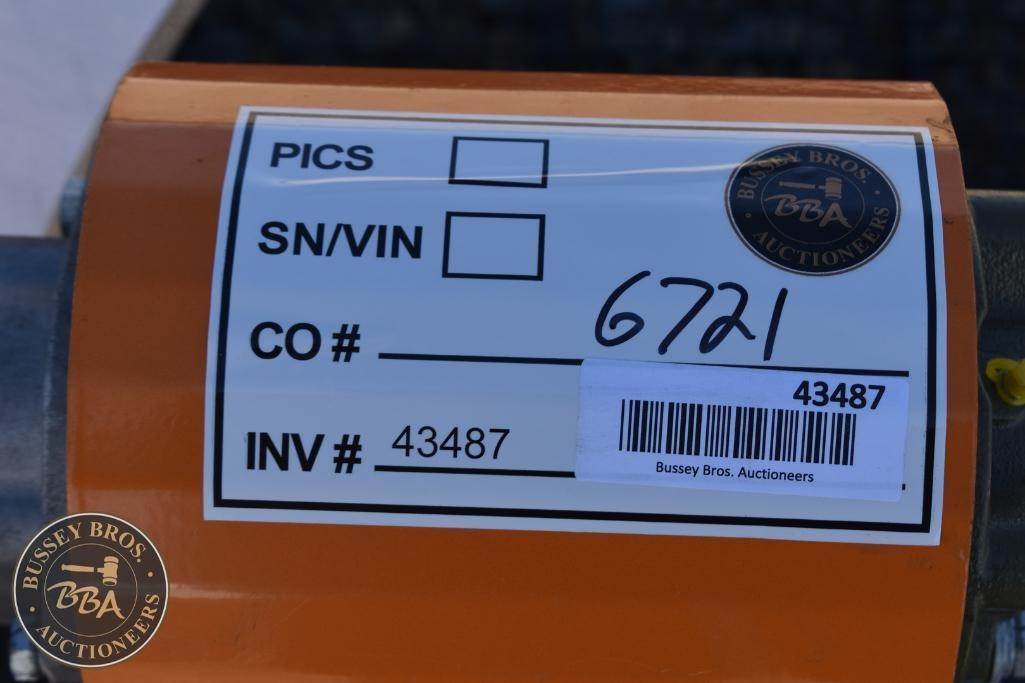 PICS
BUSSEY BROS.
BBA
AUCTIONEERS
SN/VIN
CO # 6721
INV # 43487
43487
Bussey Bros. Auctioneers
BUSSEY BROS.
BBA
AUCTIONEERS